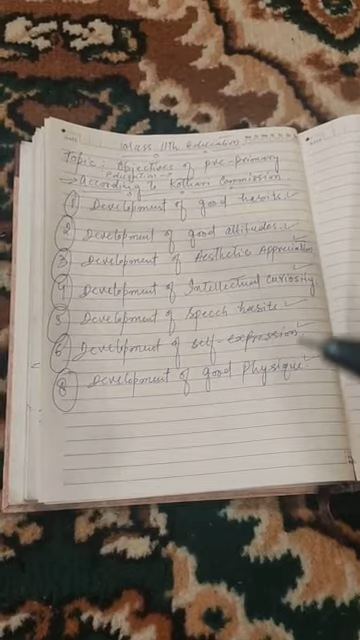 Class 11th Education
Topic: Objectives of pre-primary
Education
→ According to Kothari Commission
① Development of good habits.
② Development of good attitudes.
③ Development of Aesthetic Appreciation
④ Development of Intellectual Curiosity.
⑤ Development of Speech habits
⑥ Development of self-expression.
⑧ Development of good Physique